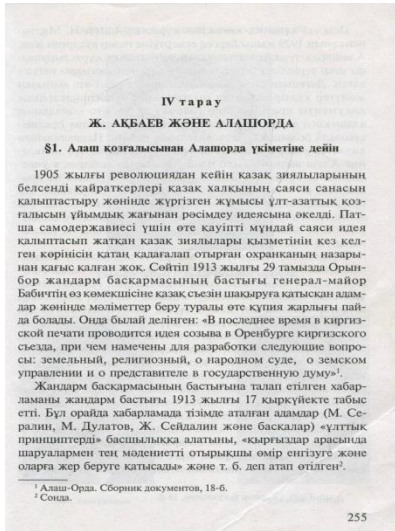 IV тарау
Ж. АҚБАЕВ ЖӘНЕ АЛАШОРДА
§1. Алаш қозғалысынан Алашорда үкіметіне дейін
1905 жылғы революциядан кейін қазақ зиялыларының
белсенді қайраткерлері қазақ халқының саяси санасын
қалыптастыру жөнінде жүргізген жұмысы ұлт-азаттық қоз-
ғалысын ұйымдық жағынан рәсімдеу идеясына әкелді. Пат-
ша самодержавиесі үшін өте қауіпті мұндай саяси идея
қалыптасып жатқан қазақ зиялылары қызметінің кез кел-
ген көрінісін қатаң қадағалап отырған охранканың назары-
нан қағыс қалған жоқ. Сөйтіп 1913 жылғы 29 тамызда Орын-
бор жандарм басқармасының бастығы генерал-майор
Бабичтің өз көмекшісіне қазақ съезін шақыруға қатысқан адам-
дар жөнінде мәліметтер беру туралы өте құпия жарлығы пай-
да болады. Онда былай делінген: «В последнее время в киргиз-
ской печати проводится идея созыва в Оренбурге киргизского
съезда, при чем намечены для разработки следующие вопро-
сы: земельный, религиозный, о народном суде, о земском
управлении и о представителе в государственную думу»¹.
Жандарм басқармасының бастығына талап етілген хабар-
ламаны жандарм бастығы 1913 жылғы 17 қыркүйекте табыс
етті. Бұл орайда хабарламада тізімде аталған адамдар (М. Се-
ралин, М. Дулатов, Ж. Сейдалин және басқалар) «ұлттық
принциптерді» басшылыққа алатыны, «қырғыздар арасында
шаруалармен тең мәдениетті отырықшы өмір енгізуге және
оларға жер беруге қатысады» және т. б. деп атап өтілген².
¹ Алаш-Орда. Сборник документов, 18-б.
² Сонда.
255